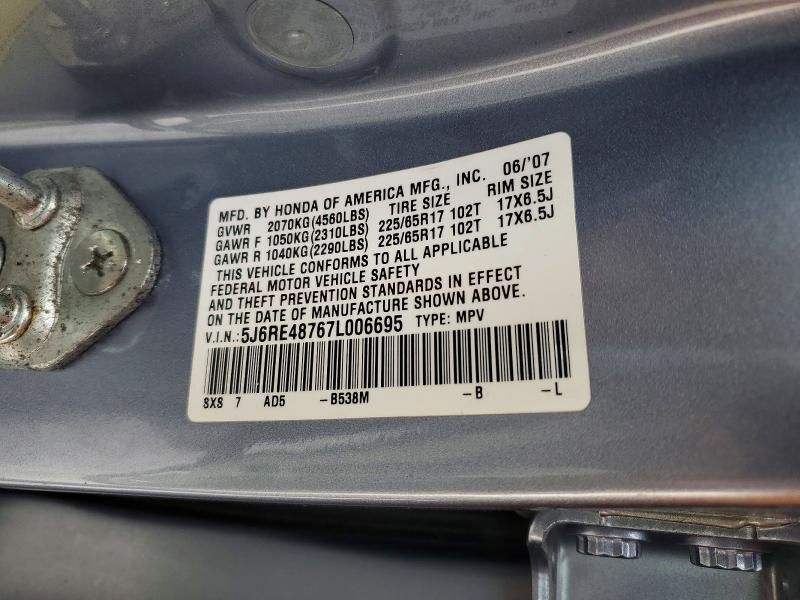 MFD. BY HONDA OF AMERICA MFG., INC. 06/'07
GVWR 2070KG(4560LBS) TIRE SIZE RIM SIZE
GAWR F 1050KG(2310LBS) 225/65R17 102T 17X6.5J
GAWR R 1040KG(2290LBS) 225/65R17 102T 17X6.5J
THIS VEHICLE CONFORMS TO ALL APPLICABLE
FEDERAL MOTOR VEHICLE SAFETY
AND THEFT PREVENTION STANDARDS IN EFFECT
ON THE DATE OF MANUFACTURE SHOWN ABOVE.
V.I.N.: 5J6RE48767L006695 TYPE: MPV
SXS 7 AD5 -B538M -B -L